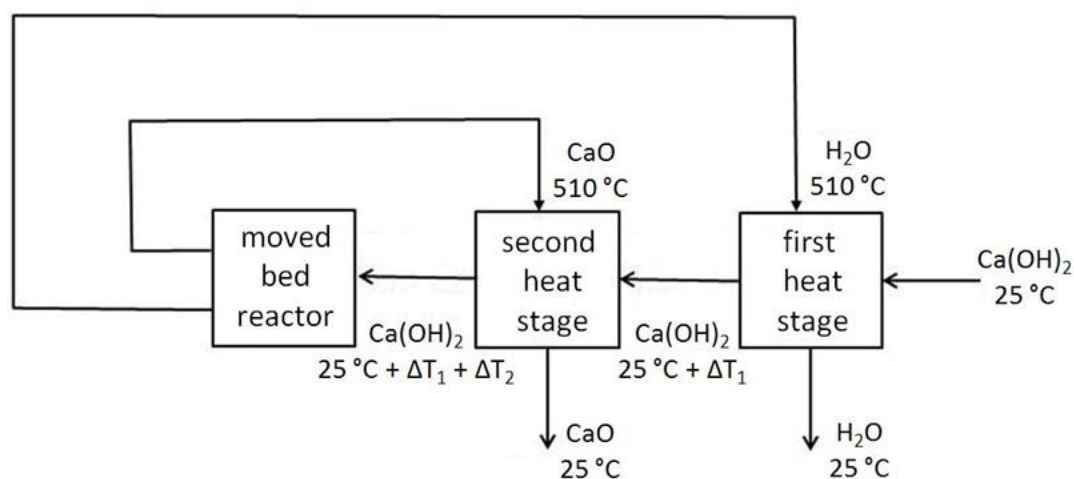 CaO
510 °C
H₂O
510 °C
moved
bed
reactor
second
heat
stage
first
heat
stage
Ca(OH)₂
25 °C
Ca(OH)₂
25 °C + ΔT₁ + ΔT₂
Ca(OH)₂
25 °C + ΔT₁
CaO
25 °C
H₂O
25 °C